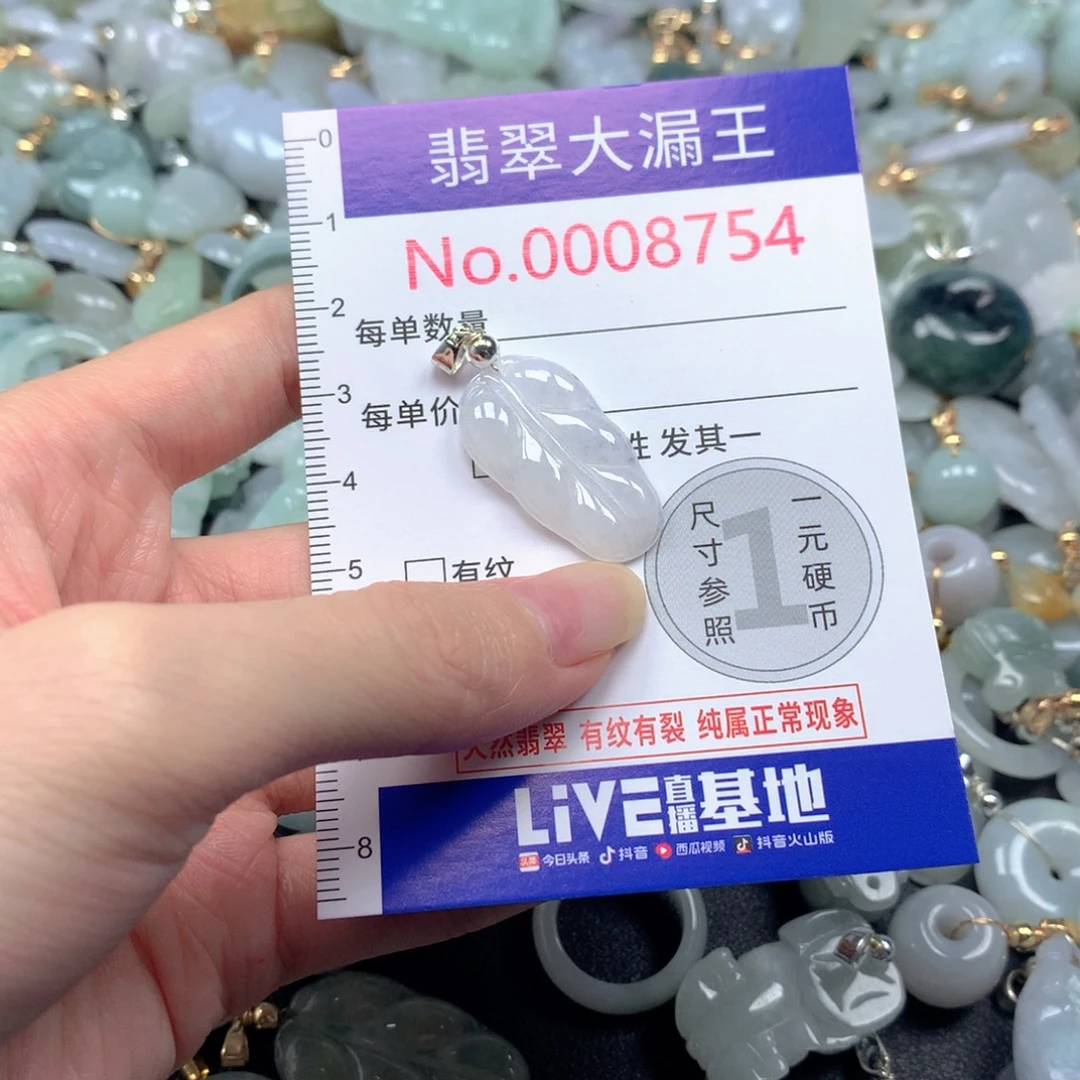 翡翠大漏王
No.0008754
每单数量
每单价
性 发其一
有纹
尺寸参照
一元硬币
1
天然翡翠 有纹有裂 纯属正常现象
LiVE直播基地
头条 今日头条 抖音 西瓜视频 抖音火山版
0
1
2
3
4
5
8